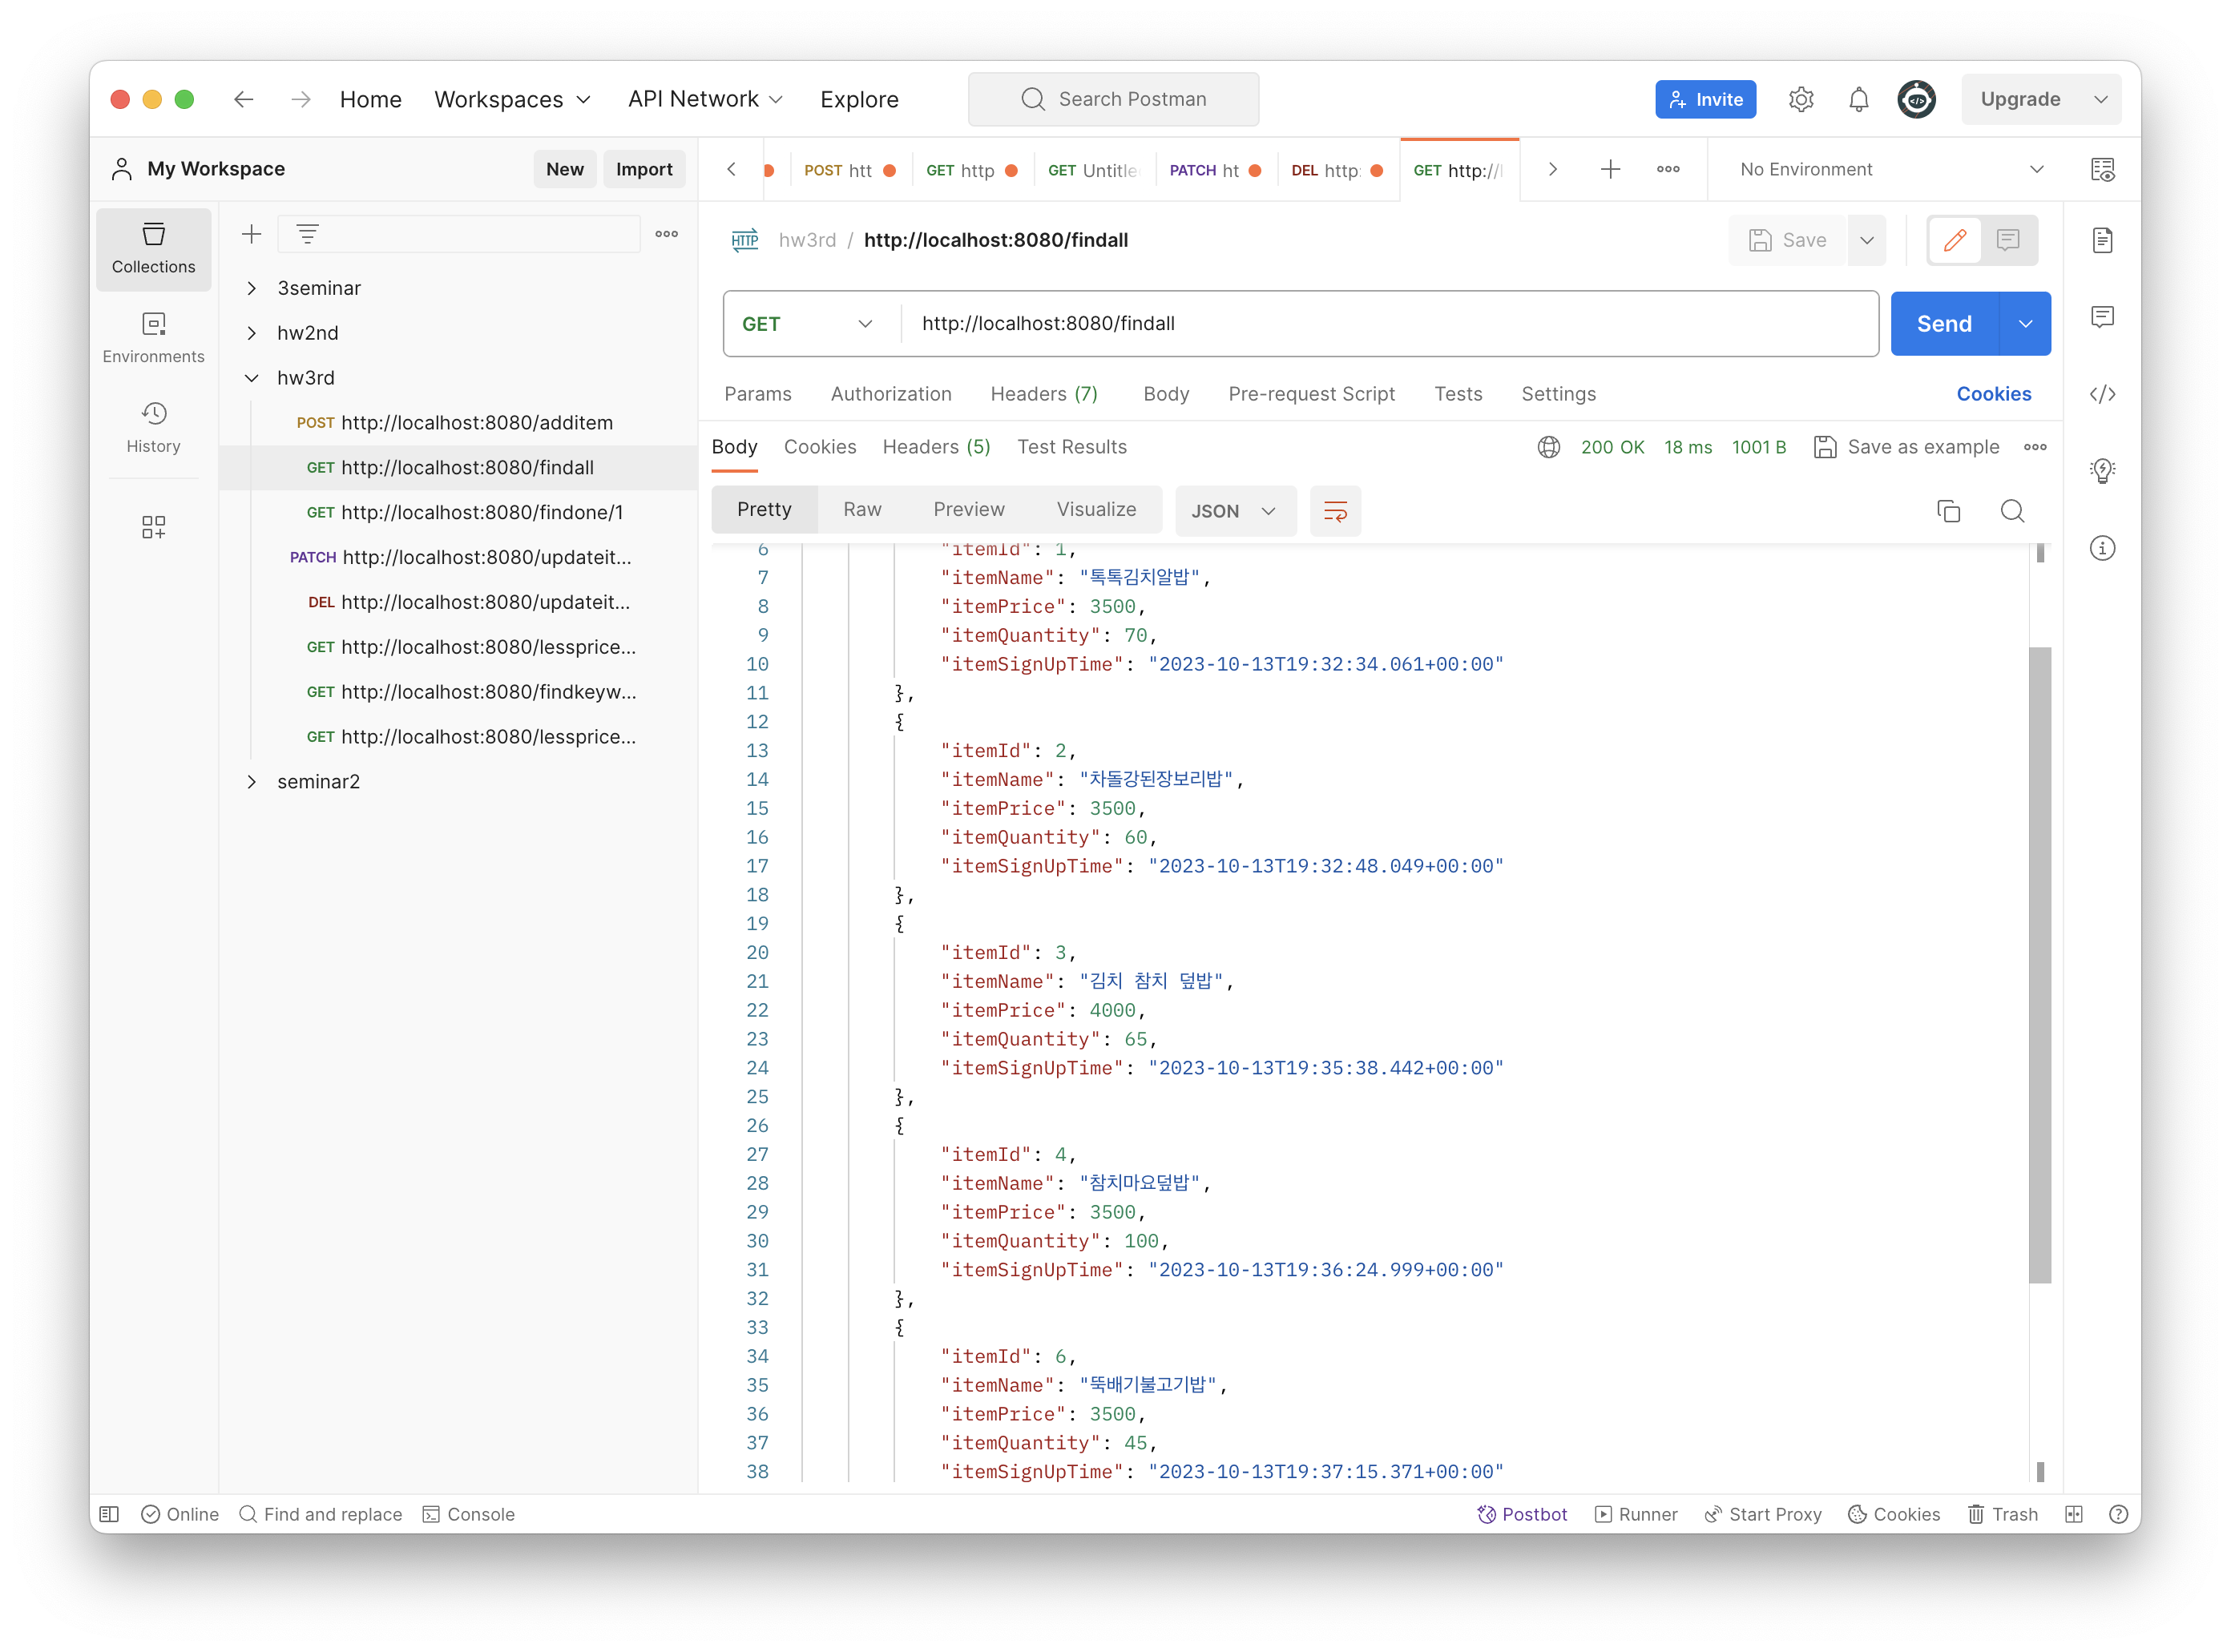 Home Workspaces API Network Explore Search Postman Invite Upgrade
My Workspace New Import
POST htt GET http GET Untitle PATCH ht DEL http: GET http://l No Environment
Collections
Environments
History
3seminar
hw2nd
hw3rd
POST http://localhost:8080/additem
GET http://localhost:8080/findall
GET http://localhost:8080/findone/1
PATCH http://localhost:8080/updateit...
DEL http://localhost:8080/updateit...
GET http://localhost:8080/lessprice...
GET http://localhost:8080/findkeyw...
GET http://localhost:8080/lessprice...
seminar2
HTTP hw3rd / http://localhost:8080/findall Save
GET http://localhost:8080/findall Send
Params Authorization Headers (7) Body Pre-request Script Tests Settings Cookies
Body Cookies Headers (5) Test Results 200 OK 18 ms 1001 B Save as example
Pretty Raw Preview Visualize JSON
6 "itemId": 1,
7 "itemName": "톡톡김치알밥",
8 "itemPrice": 3500,
9 "itemQuantity": 70,
10 "itemSignUpTime": "2023-10-13T19:32:34.061+00:00"
11 },
12 {
13 "itemId": 2,
14 "itemName": "차돌강된장보리밥",
15 "itemPrice": 3500,
16 "itemQuantity": 60,
17 "itemSignUpTime": "2023-10-13T19:32:48.049+00:00"
18 },
19 {
20 "itemId": 3,
21 "itemName": "김치 참치 덮밥",
22 "itemPrice": 4000,
23 "itemQuantity": 65,
24 "itemSignUpTime": "2023-10-13T19:35:38.442+00:00"
25 },
26 {
27 "itemId": 4,
28 "itemName": "참치마요덮밥",
29 "itemPrice": 3500,
30 "itemQuantity": 100,
31 "itemSignUpTime": "2023-10-13T19:36:24.999+00:00"
32 },
33 {
34 "itemId": 6,
35 "itemName": "뚝배기불고기밥",
36 "itemPrice": 3500,
37 "itemQuantity": 45,
38 "itemSignUpTime": "2023-10-13T19:37:15.371+00:00"
Online Find and replace Console Postbot Runner Start Proxy Cookies Trash